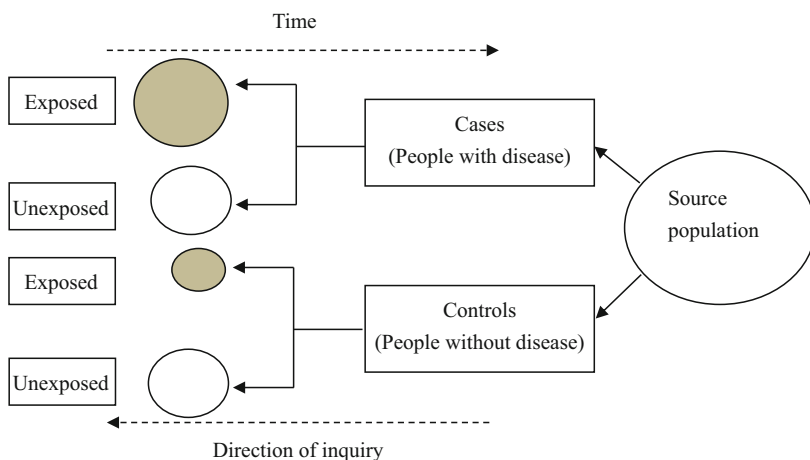 Time
Exposed
Cases
(People with disease)
Unexposed
Source
population
Exposed
Controls
(People without disease)
Unexposed
Direction of inquiry